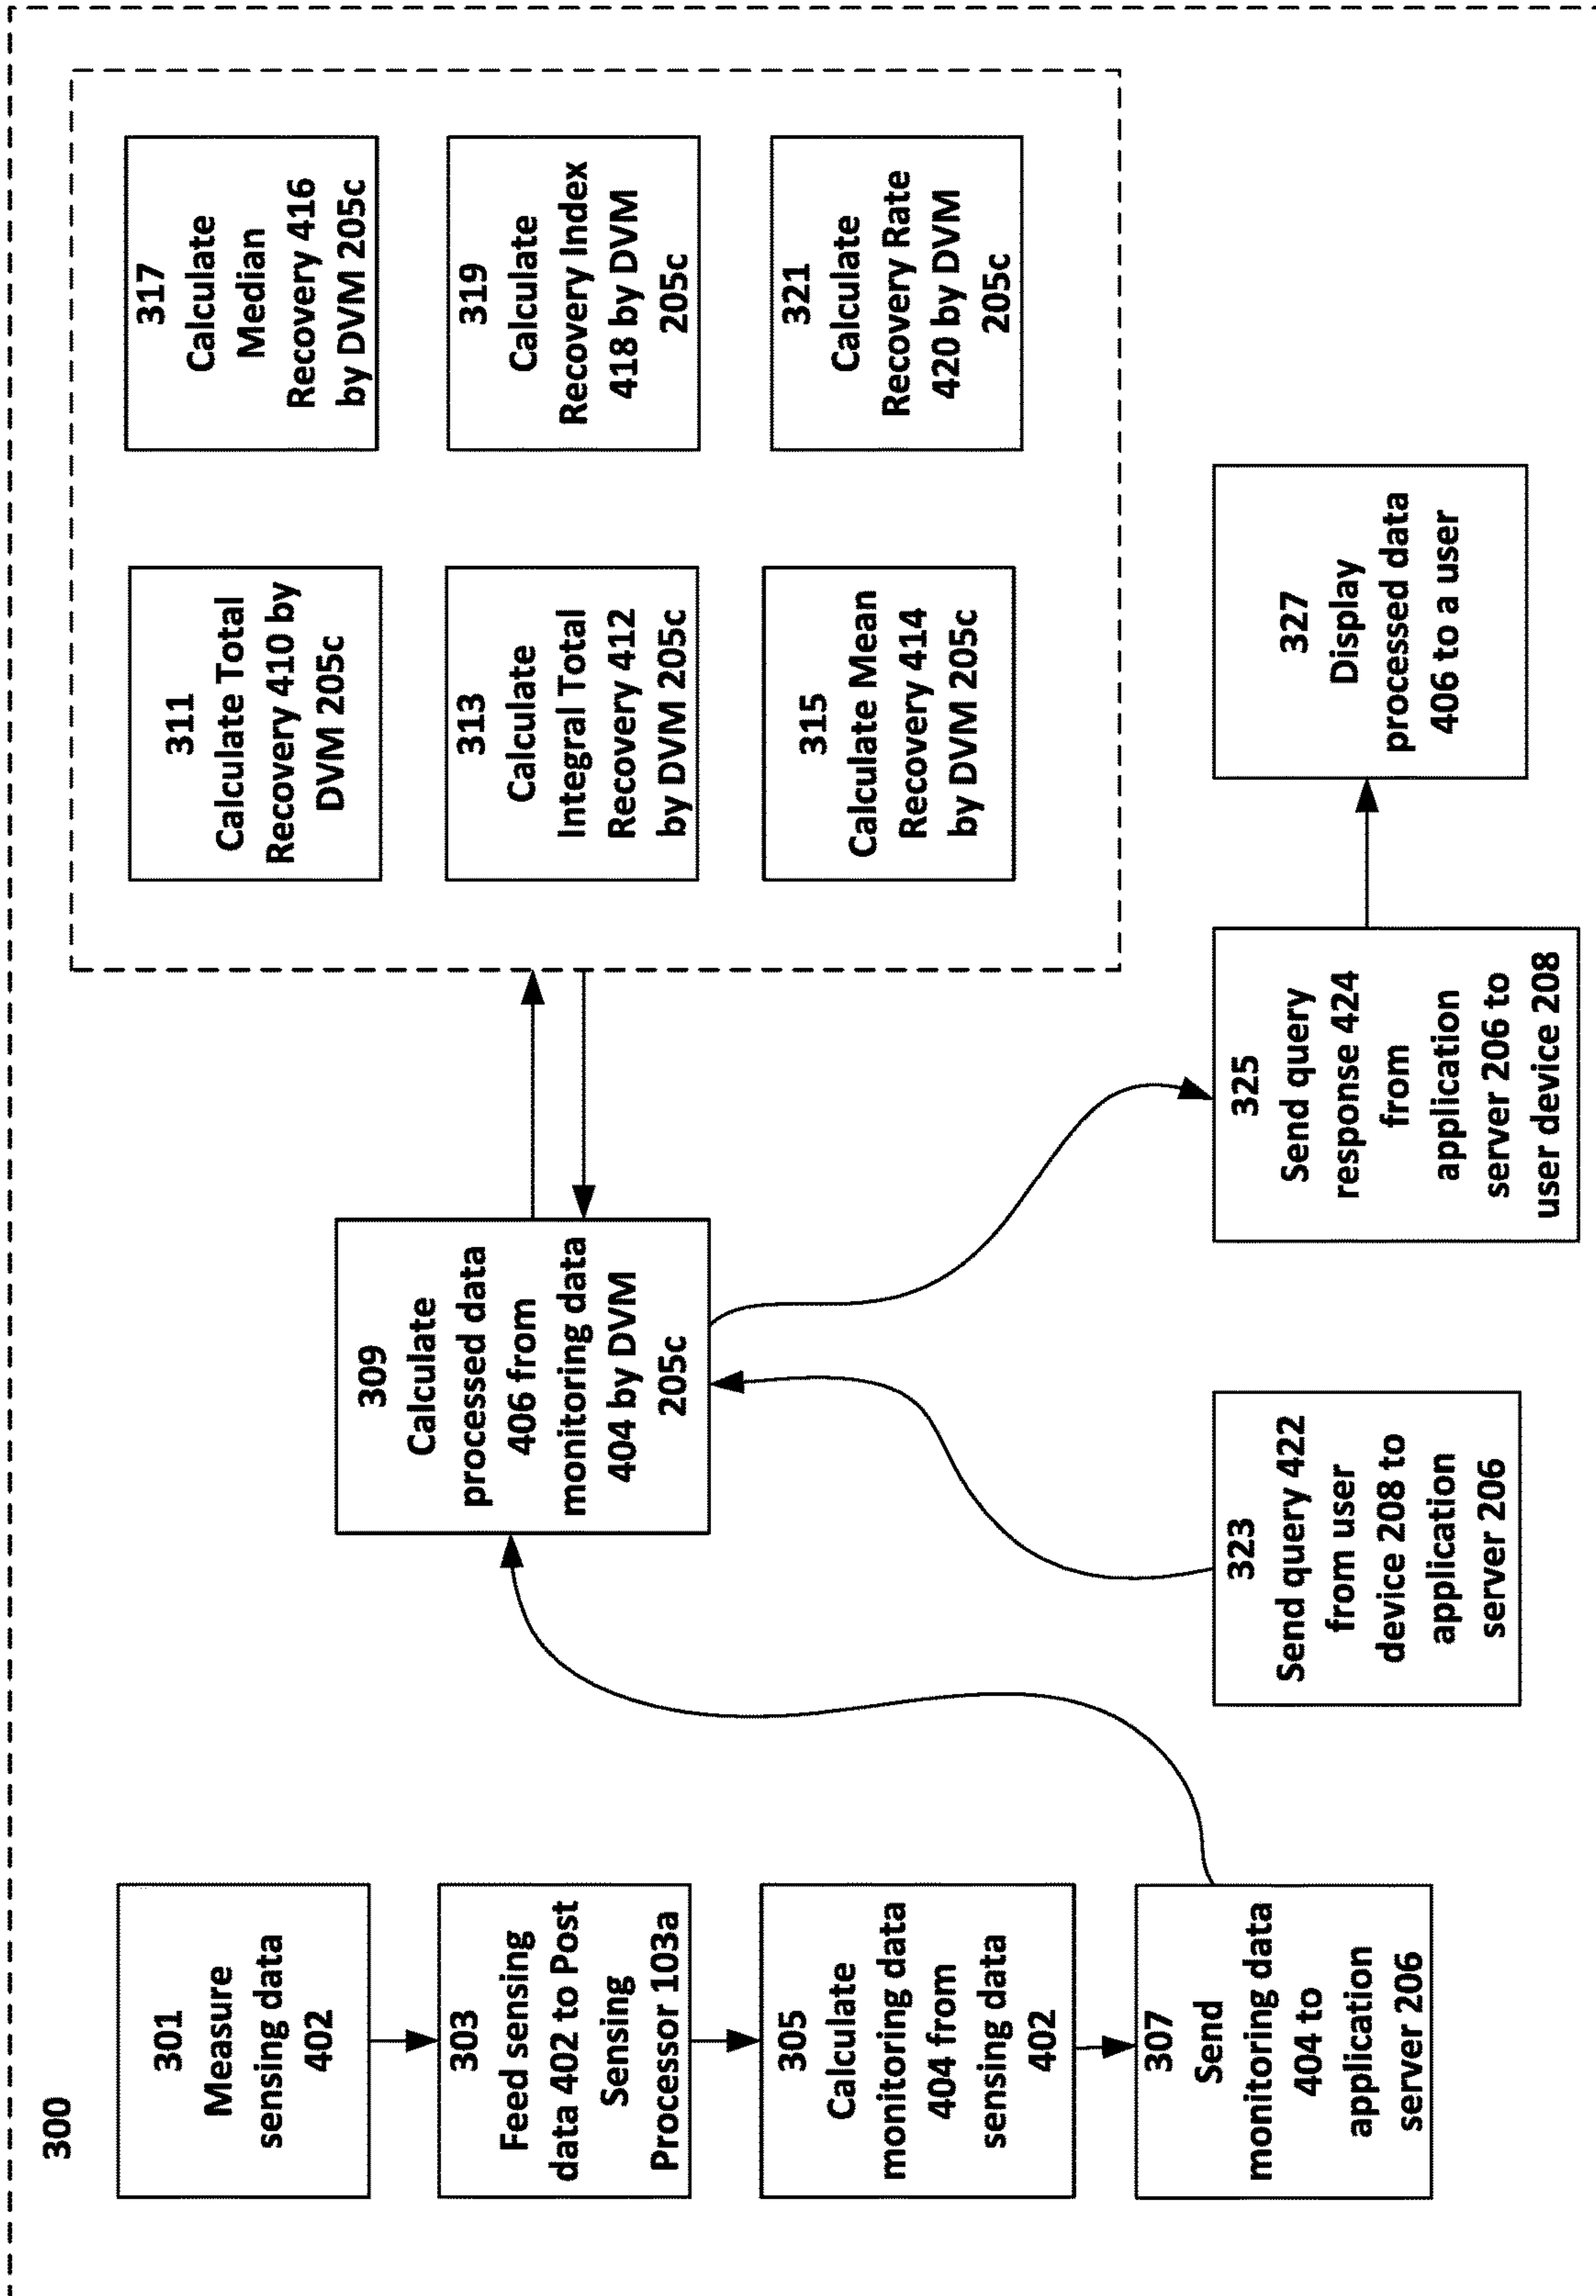 300
301
Measure
sensing data
402
303
Feed sensing
data 402 to Post
Sensing
Processor 103a
305
Calculate
monitoring data
404 from
sensing data
402
307
Send
monitoring data
404 to
application
server 206
309
Calculate
processed data
406 from
monitoring data
404 by DVM
205c
311
Calculate Total
Recovery 410 by
DVM 205c
313
Calculate
Integral Total
Recovery 412
by DVM 205c
315
Calculate Mean
Recovery 414
by DVM 205c
317
Calculate
Median
Recovery 416
by DVM 205c
319
Calculate
Recovery Index
418 by DVM
205c
321
Calculate
Recovery Rate
420 by DVM
205c
323
Send query 422
from user
device 208 to
application
server 206
325
Send query
response 424
from
application
server 206 to
user device 208
327
Display
processed data
406 to a user